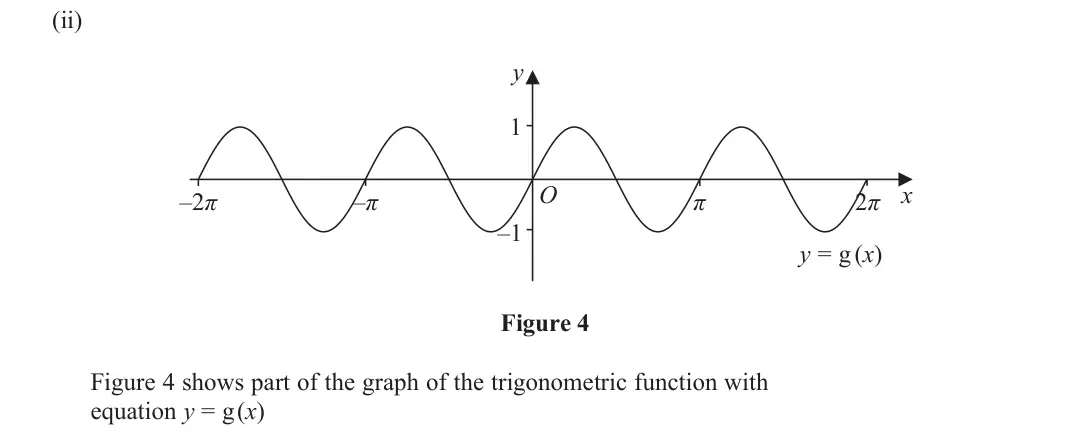 (ii)
y
1
–2π
–π
O
π
2π
x
–1
y = g(x)
Figure 4
Figure 4 shows part of the graph of the trigonometric function with
equation y = g(x)